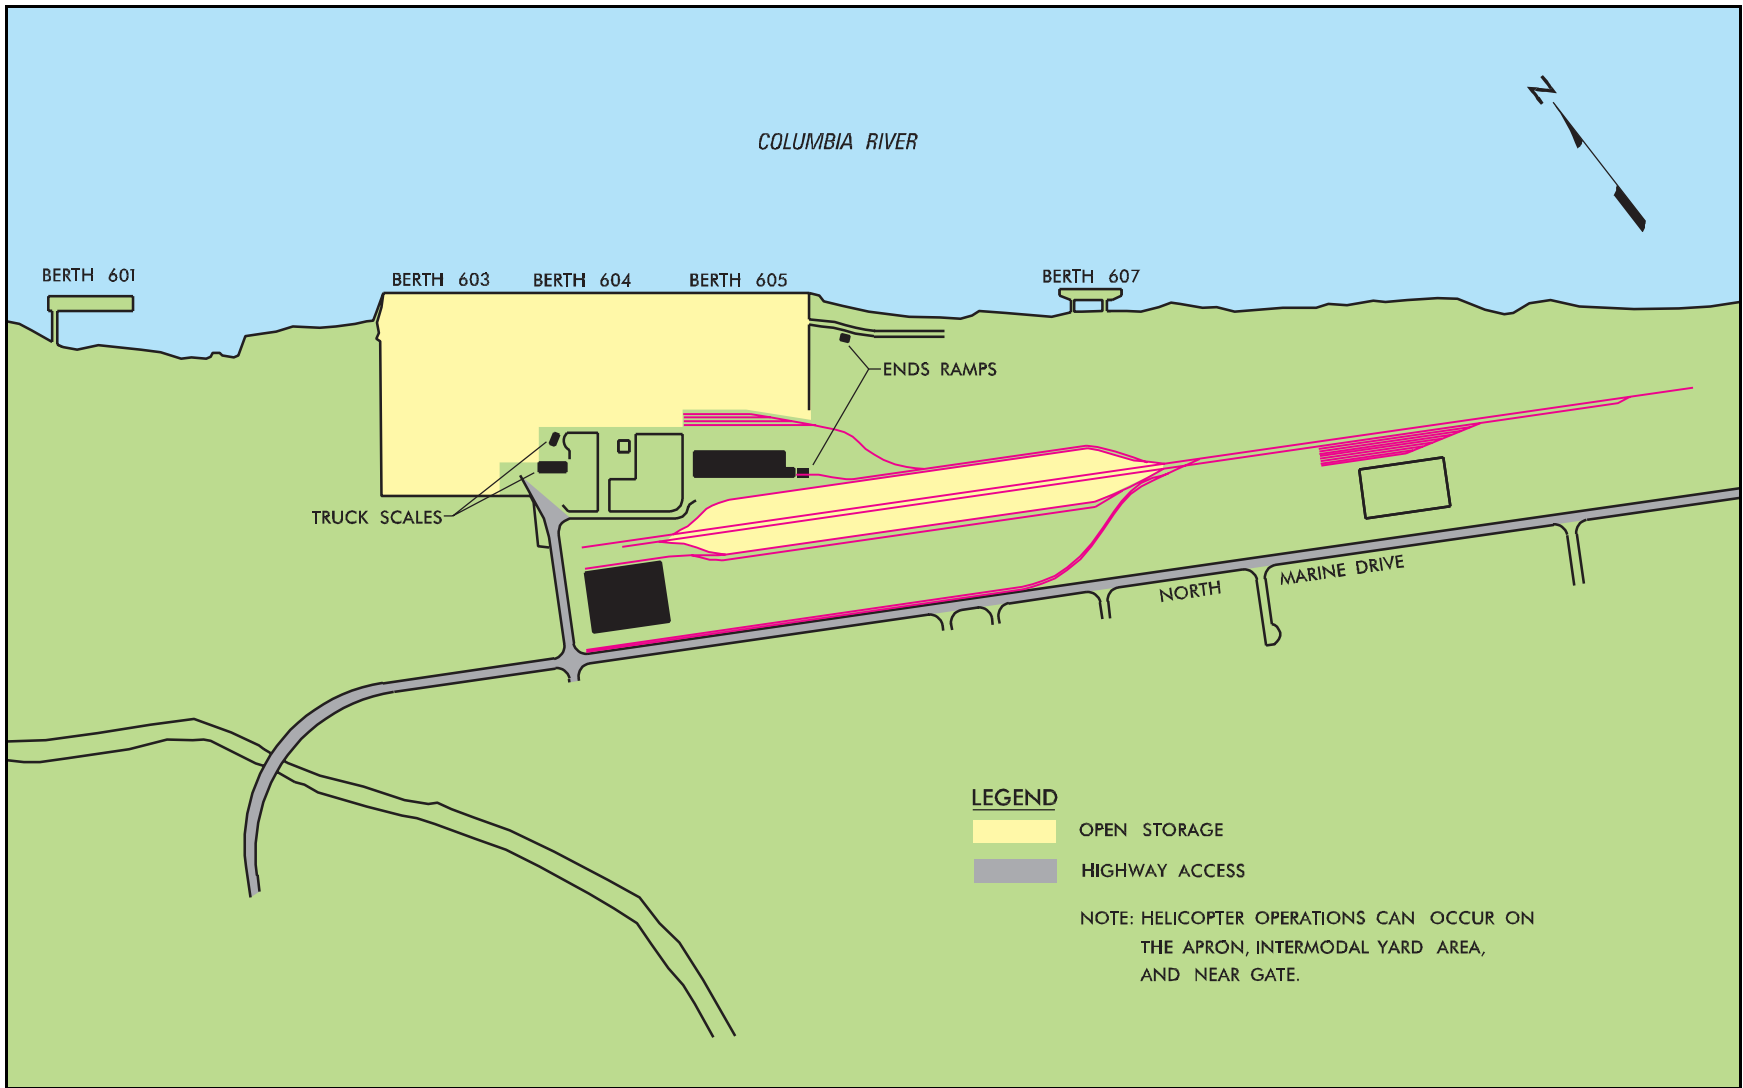 N
COLUMBIA RIVER
BERTH 601
BERTH 603
BERTH 604
BERTH 605
BERTH 607
ENDS RAMPS
TRUCK SCALES
NORTH
MARINE DRIVE
LEGEND
OPEN STORAGE
HIGHWAY ACCESS
NOTE: HELICOPTER OPERATIONS CAN OCCUR ON
THE APRON, INTERMODAL YARD AREA,
AND NEAR GATE.